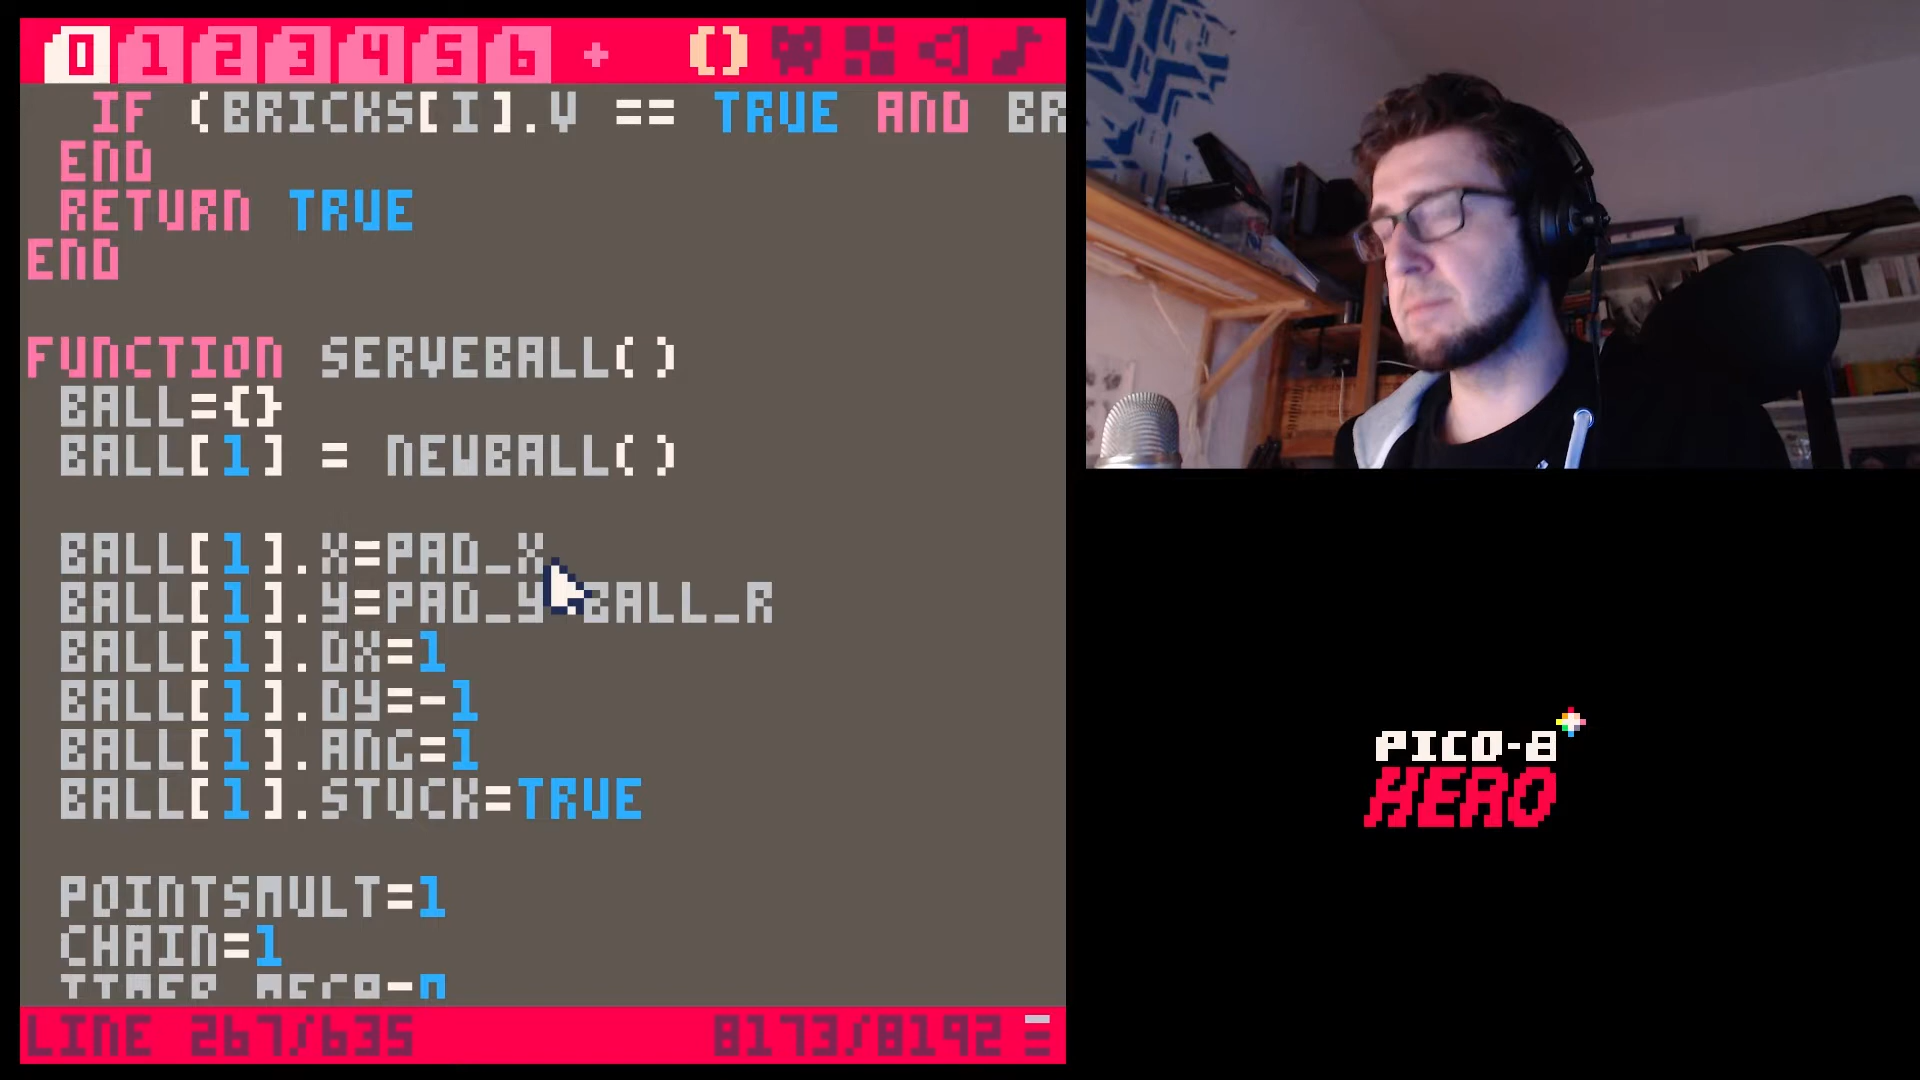 0 1 2 3 4 5 6 +
IF (BRICKS[I].V == TRUE AND BR
END
RETURN TRUE
END
FUNCTION SERVEBALL()
BALL={}
BALL[1] = NEWBALL()
BALL[1].X=PAD_X
BALL[1].Y=PAD_Y-BALL_R
BALL[1].DX=1
BALL[1].DY=-1
BALL[1].ANG=1
BALL[1].STUCK=TRUE
POINTSMULT=1
CHAIN=1
LINE 267/635 8173/8192
PICO-8
HERO